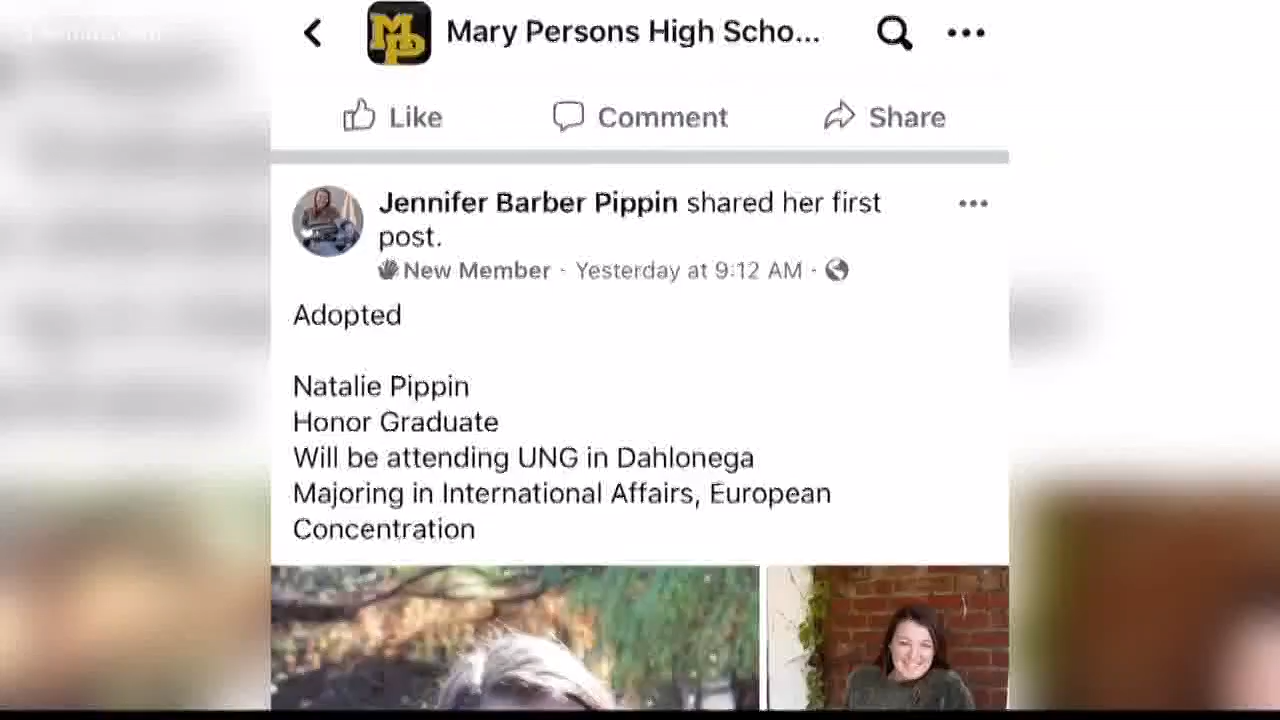 MP
Mary Persons High Scho...
Like
Comment
Share
Jennifer Barber Pippin shared her first
post.
New Member · Yesterday at 9:12 AM ·
Adopted
Natalie Pippin
Honor Graduate
Will be attending UNG in Dahlonega
Majoring in International Affairs, European
Concentration